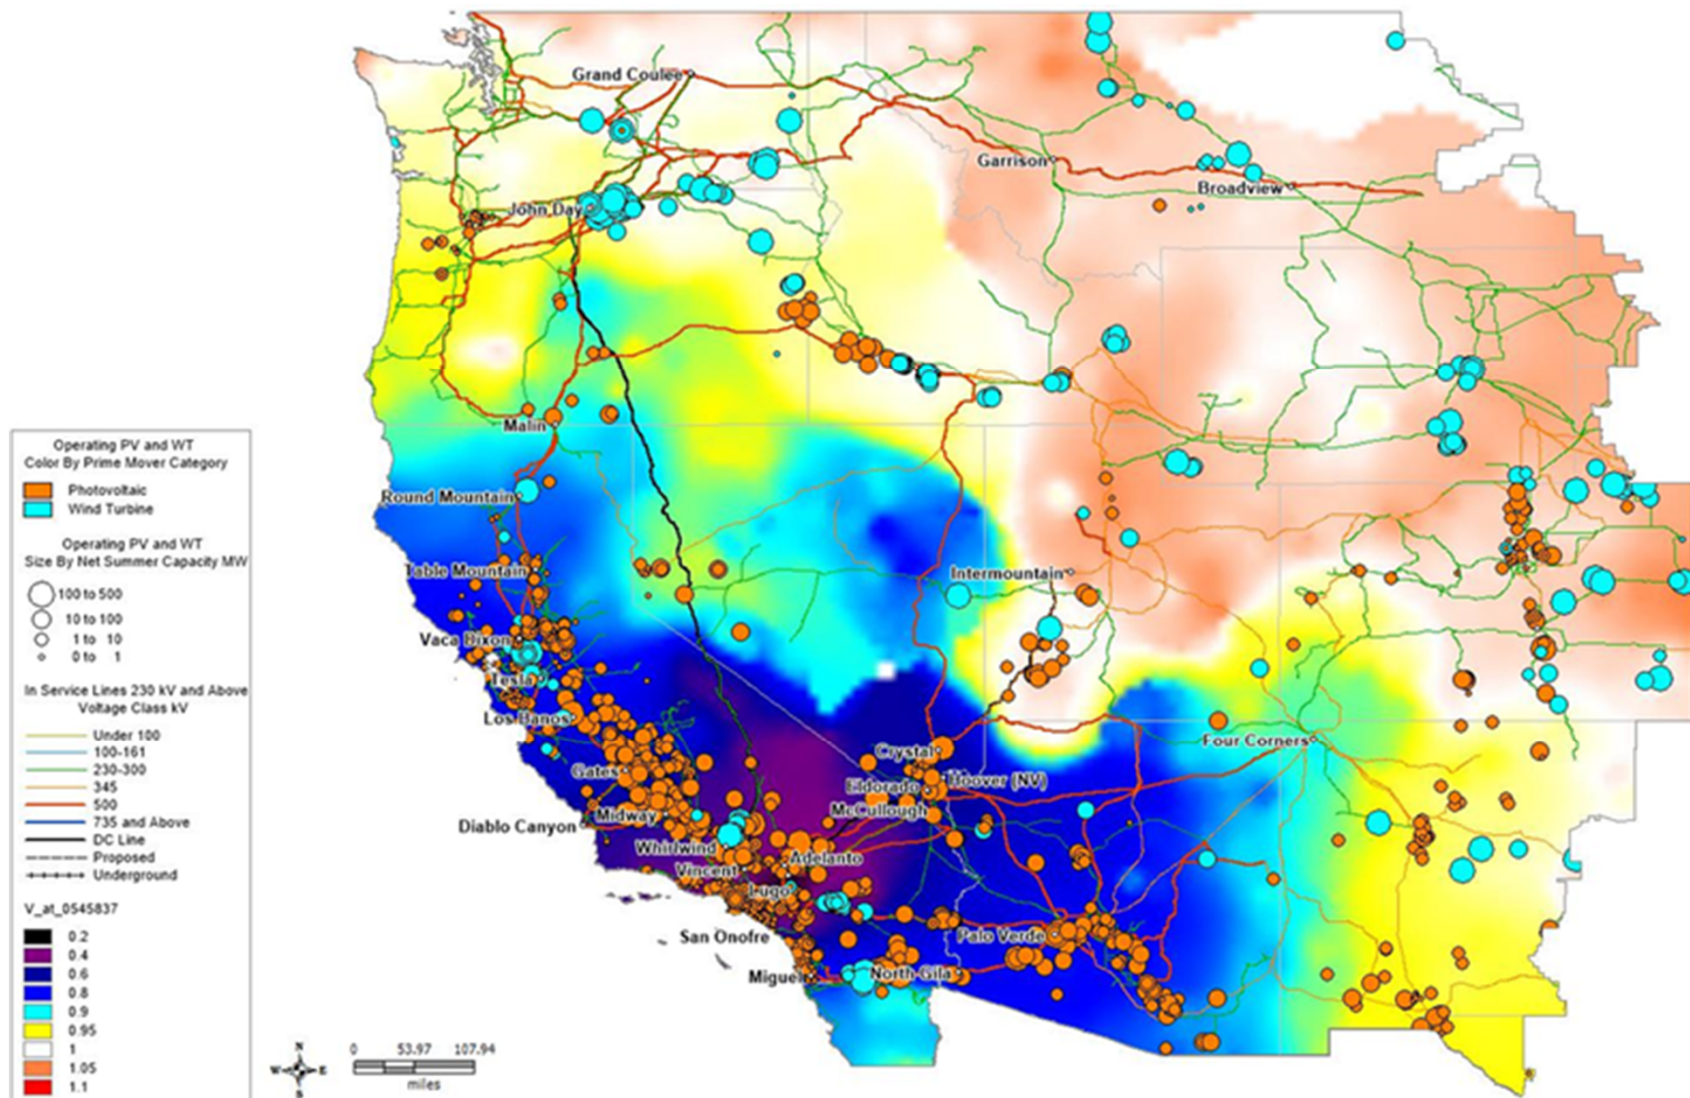 Grand Coulee
Garrison
Broadview
John Day
Malin
Round Mountain
Table Mountain
Intermountain
Vaca Dixon
Tesla
Los Banos
Four Corners
Crystal
Gates
Hoover (NV)
Eldorado
McCullough
Midway
Diablo Canyon
Whirlwind
Adelanto
Vincent
Lugo
San Onofre
Palo Verde
Miguel
North Gila
Operating PV and WT
Color By Prime Mover Category
Photovoltaic
Wind Turbine
Operating PV and WT
Size By Net Summer Capacity MW
100 to 500
10 to 100
1 to 10
0 to 1
In Service Lines 230 kV and Above
Voltage Class kV
Under 100
100-161
230-300
345
500
735 and Above
DC Line
Proposed
Underground
V_at_0545837
0.2
0.4
0.6
0.8
0.9
0.95
1
1.05
1.1
N
W E
S
0 53.97 107.94
miles